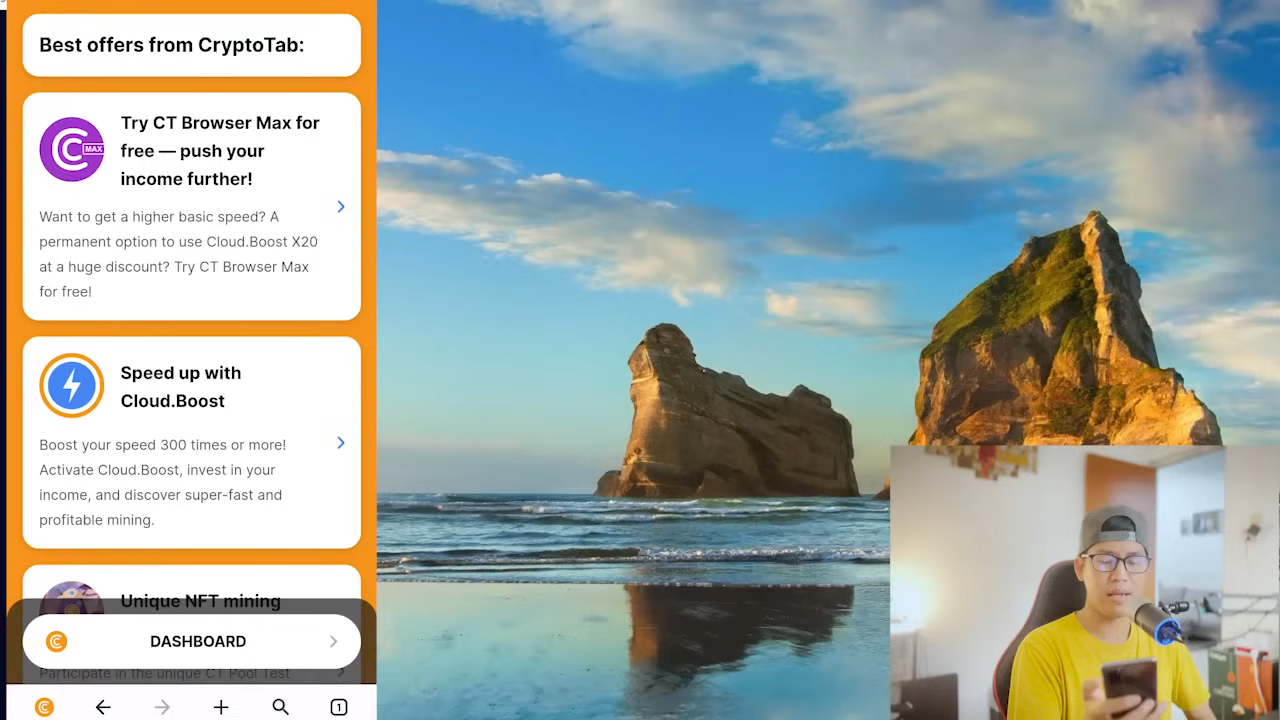 Best offers from CryptoTab:
Try CT Browser Max for
free — push your
income further!
MAX
Want to get a higher basic speed? A
permanent option to use Cloud.Boost X20
at a huge discount? Try CT Browser Max
for free!
Speed up with
Cloud.Boost
Boost your speed 300 times or more!
Activate Cloud.Boost, invest in your
income, and discover super-fast and
profitable mining.
Unique NFT mining
DASHBOARD
Participate in the unique CT Pool Test
1